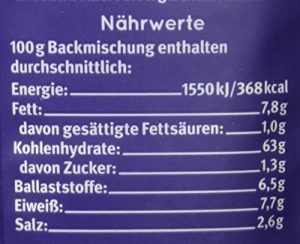 Nährwerte
100g Backmischung enthalten
durchschnittlich:
Energie: 1550kJ/368kcal
Fett: 7,8g
davon gesättigte Fettsäuren: 1,0g
Kohlenhydrate: 63g
davon Zucker: 1,3g
Ballaststoffe: 6,5g
Eiweiß: 7,7g
Salz: 2,6g